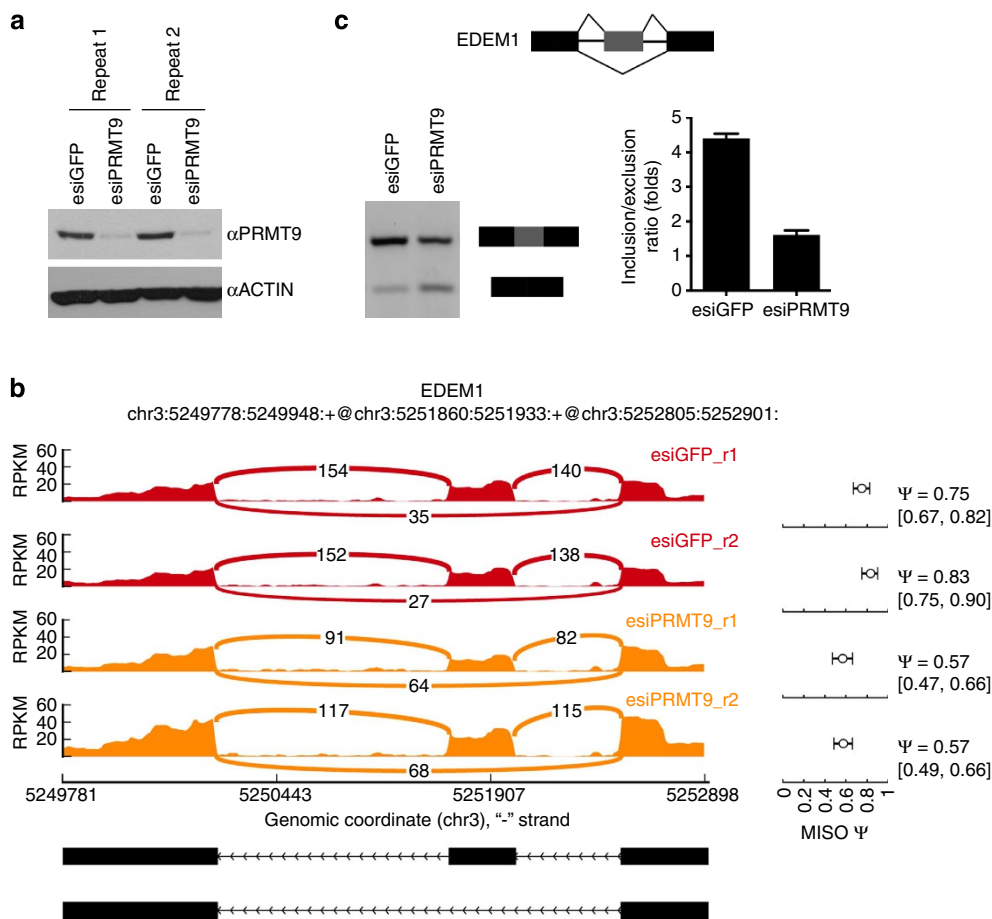 a
Repeat 1
Repeat 2
esiGFP
esiPRMT9
esiGFP
esiPRMT9
αPRMT9
αACTIN
c
EDEM1
esiGFP
esiPRMT9
Inclusion/exclusion
ratio (folds)
5
4
3
2
1
0
esiGFP
esiPRMT9
b
EDEM1
chr3:5249778:5249948:+@chr3:5251860:5251933:+@chr3:5252805:5252901:
RPKM
60
40
20
154
140
35
esiGFP_r1
Ψ = 0.75
[0.67, 0.82]
RPKM
60
40
20
152
138
27
esiGFP_r2
Ψ = 0.83
[0.75, 0.90]
RPKM
60
40
20
91
82
64
esiPRMT9_r1
Ψ = 0.57
[0.47, 0.66]
RPKM
60
40
20
117
115
68
esiPRMT9_r2
Ψ = 0.57
[0.49, 0.66]
5249781
5250443
5251907
5252898
Genomic coordinate (chr3), “-” strand
0
0.2
0.4
0.6
0.8
1
MISO Ψ